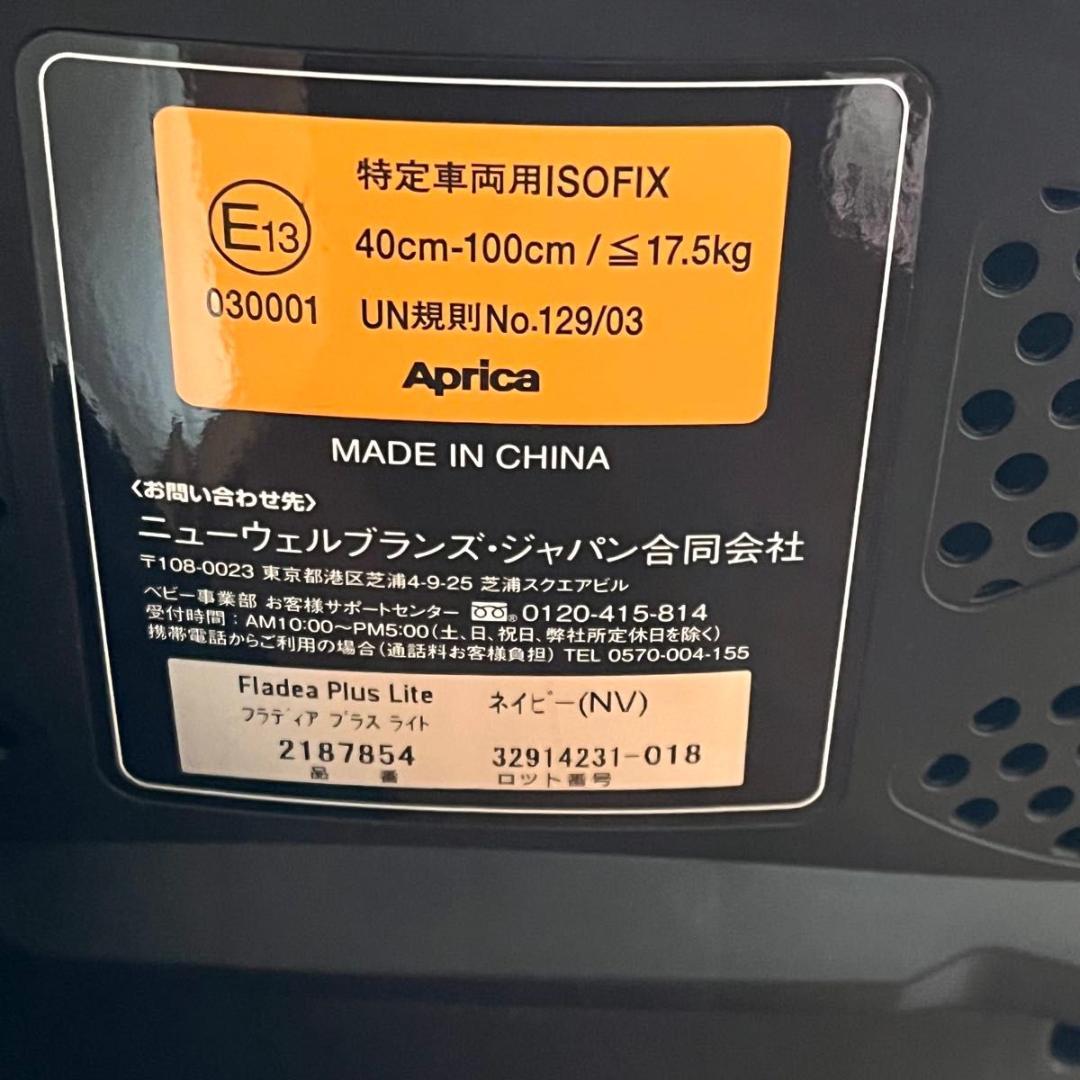 E13
030001
特定車両用ISOFIX
40cm-100cm / ≦17.5kg
UN規則No.129/03
Aprica
MADE IN CHINA
〈お問い合わせ先〉
ニューウェルブランズ・ジャパン合同会社
〒108-0023 東京都港区芝浦4-9-25 芝浦スクエアビル
ベビー事業部 お客様サポートセンター 0120-415-814
受付時間：AM10:00〜PM5:00(土、日、祝日、弊社所定休日を除く)
携帯電話からご利用の場合(通話料お客様負担) TEL 0570-004-155
Fladea Plus Lite ネイビー(NV)
フラディア プラス ライト
2187854 32914231-018
品 番 ロット番号